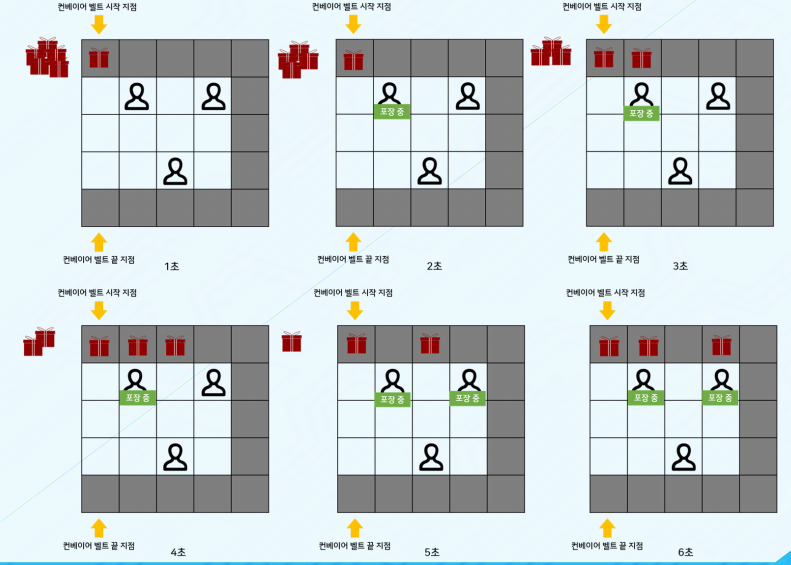 컨베이어 벨트 시작 지점
컨베이어 벨트 시작 지점
컨베이어 벨트 시작 지점
포장 중
포장 중
컨베이어 벨트 끝 지점
1초
컨베이어 벨트 끝 지점
2초
컨베이어 벨트 끝 지점
3초
컨베이어 벨트 시작 지점
컨베이어 벨트 시작 지점
컨베이어 벨트 시작 지점
포장 중
포장 중
포장 중
포장 중
포장 중
컨베이어 벨트 끝 지점
4초
컨베이어 벨트 끝 지점
5초
컨베이어 벨트 끝 지점
6초